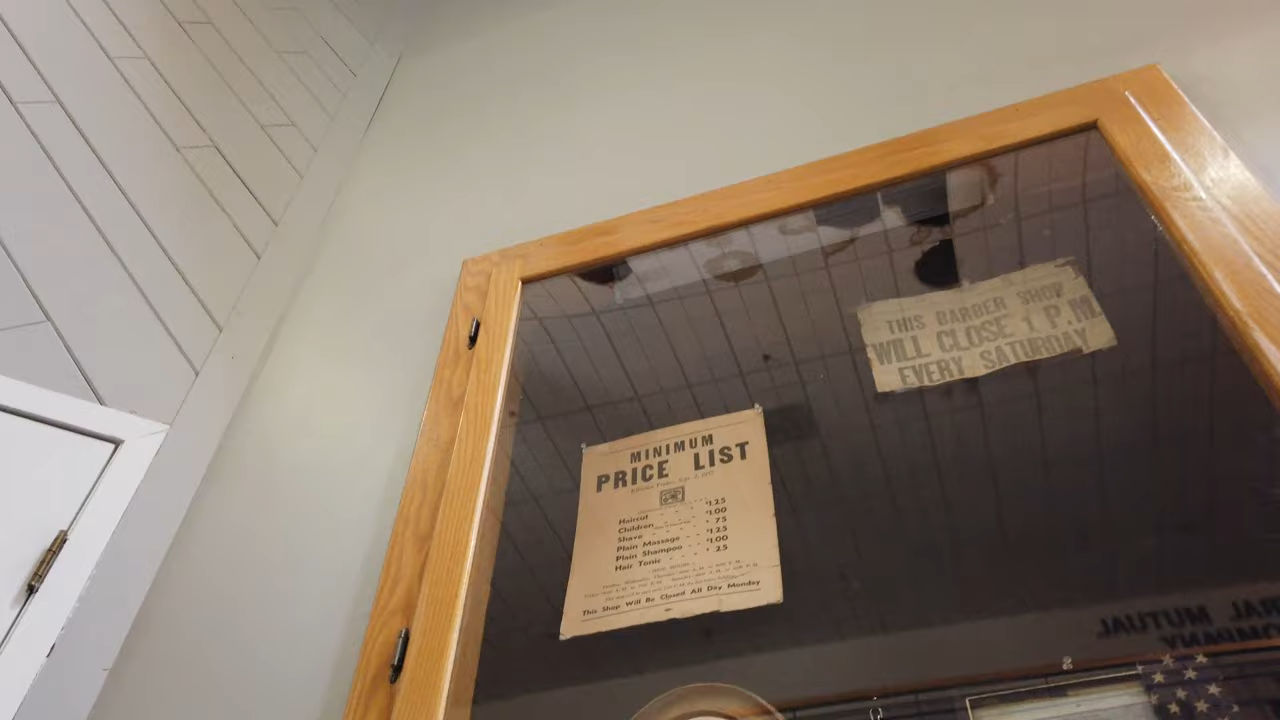 THIS BARBER SHOP
WILL CLOSE 1 P.M.
EVERY SATURDAY
MINIMUM
PRICE LIST
Haircut $1.25
Children $1.00
Shave .75
Plain Massage $1.25
Plain Shampoo $1.00
Hair Tonic .25
This Shop Will Be Closed All Day Monday
MUTUAL
COMPANY